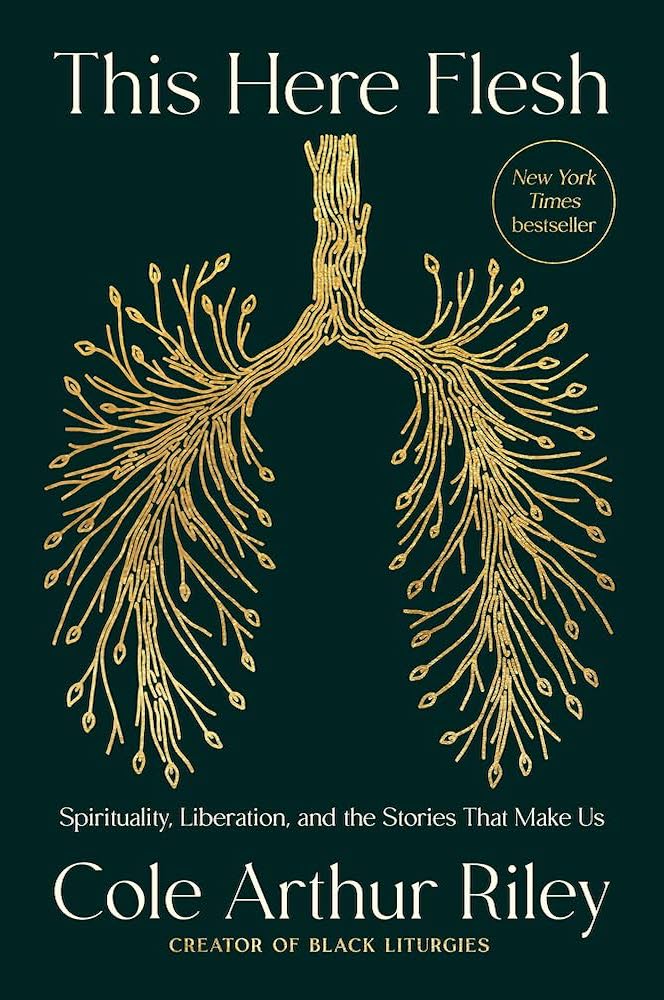 This Here Flesh
New York
Times
bestseller
Spirituality, Liberation, and the Stories That Make Us
Cole Arthur Riley
CREATOR OF BLACK LITURGIES